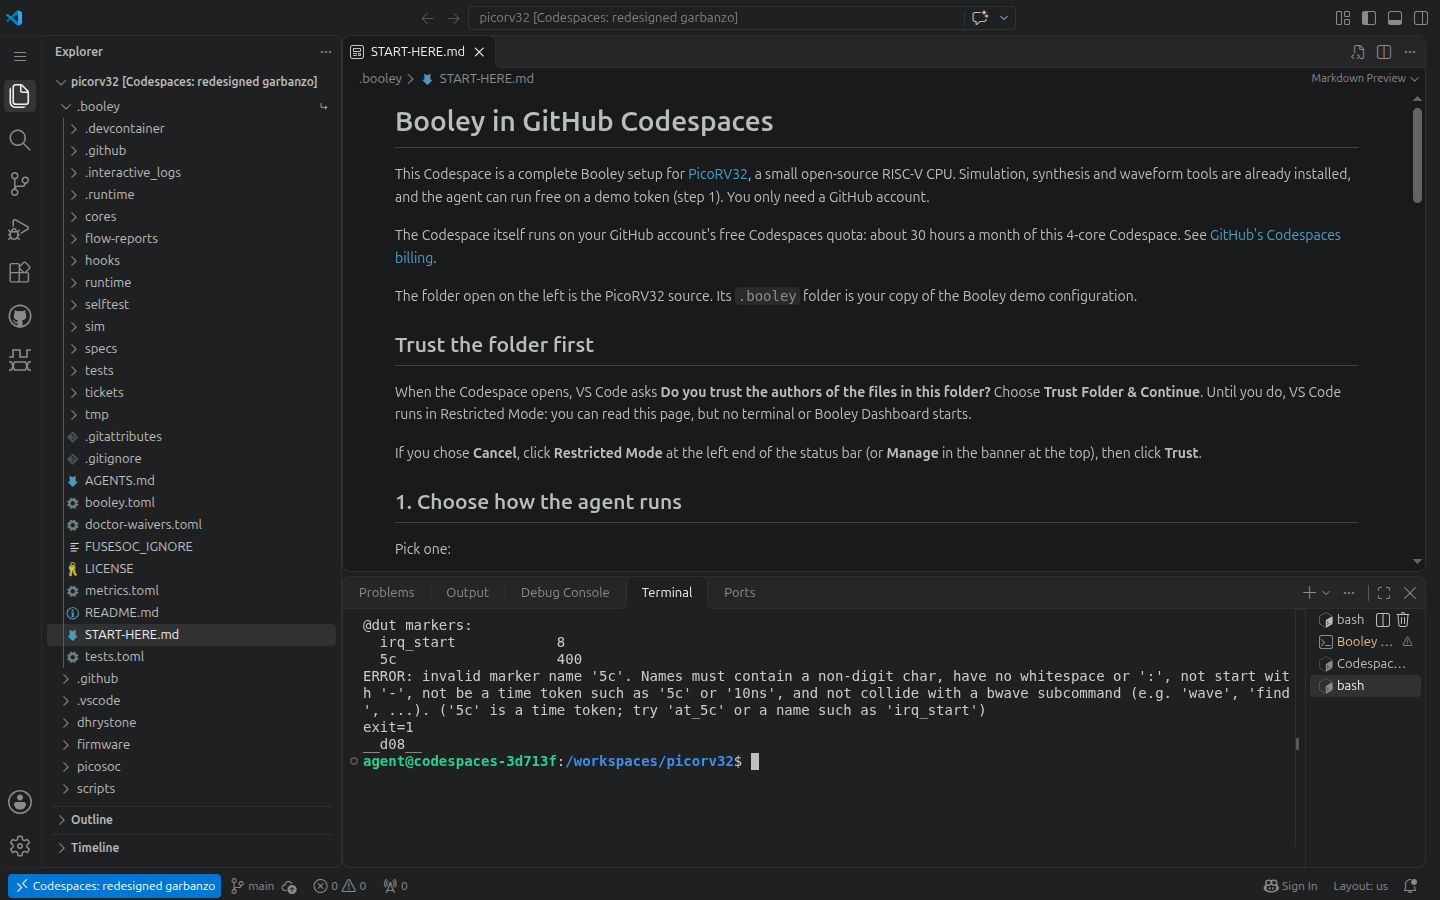 picorv32 [Codespaces: redesigned garbanzo]
Explorer
picorv32 [Codespaces: redesigned garbanzo]
.booley
.devcontainer
.github
.interactive_logs
.runtime
cores
flow-reports
hooks
runtime
selftest
sim
specs
tests
tickets
tmp
.gitattributes
.gitignore
AGENTS.md
booley.toml
doctor-waivers.toml
FUSESOC_IGNORE
LICENSE
metrics.toml
README.md
START-HERE.md
tests.toml
.github
.vscode
dhrystone
firmware
picosoc
scripts
Outline
Timeline
START-HERE.md
.booley > START-HERE.md
Markdown Preview
Booley in GitHub Codespaces
This Codespace is a complete Booley setup for PicoRV32, a small open-source RISC-V CPU. Simulation, synthesis and waveform tools are already installed,
and the agent can run free on a demo token (step 1). You only need a GitHub account.
The Codespace itself runs on your GitHub account's free Codespaces quota: about 30 hours a month of this 4-core Codespace. See GitHub's Codespaces
billing.
The folder open on the left is the PicoRV32 source. Its .booley folder is your copy of the Booley demo configuration.
Trust the folder first
When the Codespace opens, VS Code asks Do you trust the authors of the files in this folder? Choose Trust Folder & Continue. Until you do, VS Code
runs in Restricted Mode: you can read this page, but no terminal or Booley Dashboard starts.
If you chose Cancel, click Restricted Mode at the left end of the status bar (or Manage in the banner at the top), then click Trust.
1. Choose how the agent runs
Pick one:
Problems Output Debug Console Terminal Ports
@dut markers:
irq_start 8
5c 400
ERROR: invalid marker name '5c'. Names must contain a non-digit char, have no whitespace or ':', not start wit
h '-', not be a time token such as '5c' or '10ns', and not collide with a bwave subcommand (e.g. 'wave', 'find
', ...). ('5c' is a time token; try 'at_5c' or a name such as 'irq_start')
exit=1
__d08__
agent@codespaces-3d713f:/workspaces/picorv32$
bash
Booley ...
Codespac...
bash
Codespaces: redesigned garbanzo main 0 0 0 Sign In Layout: us